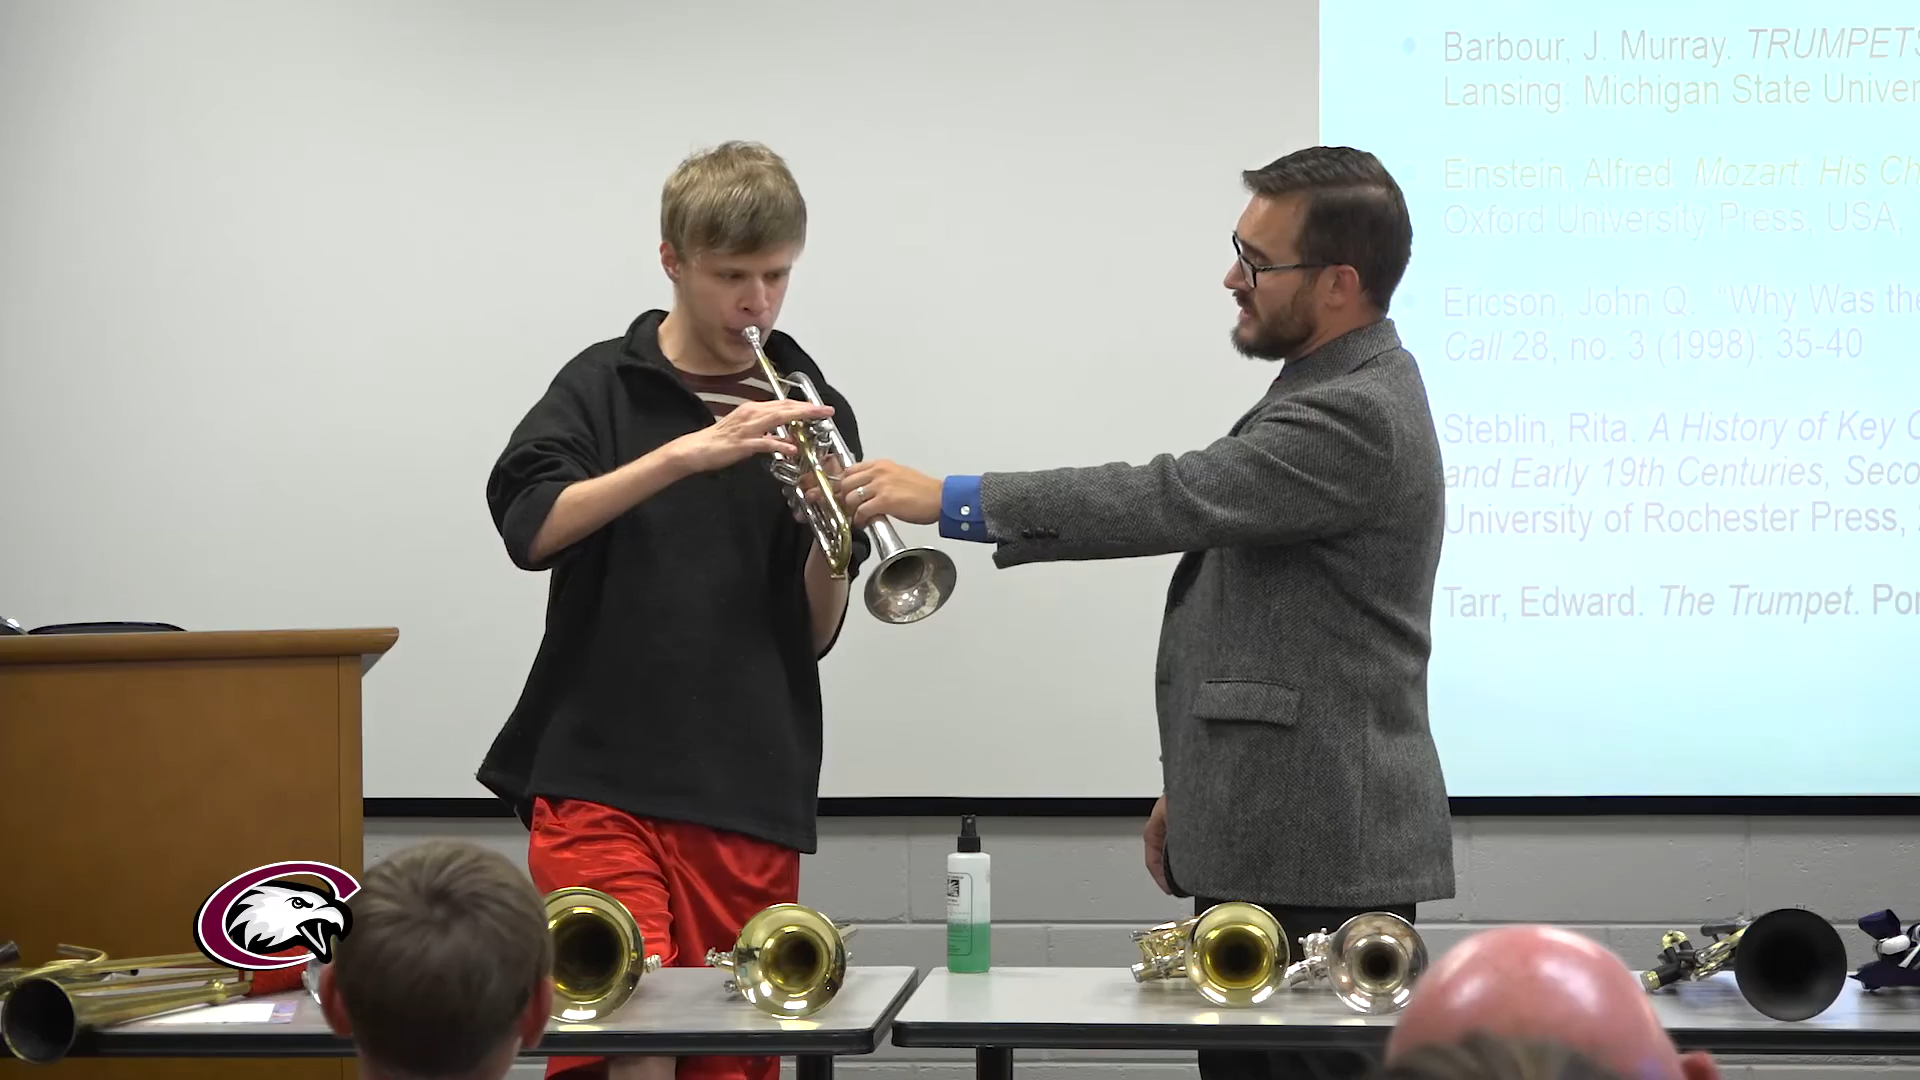 Barbour, J. Murray. TRUMPETS
Lansing: Michigan State Univer
Einstein, Alfred. Mozart: His Ch
Oxford University Press, USA,
Ericson, John Q. "Why Was the
Call 28, no. 3 (1998): 35-40
Steblin, Rita. A History of Key C
and Early 19th Centuries, Seco
University of Rochester Press,
Tarr, Edward. The Trumpet. Por
C